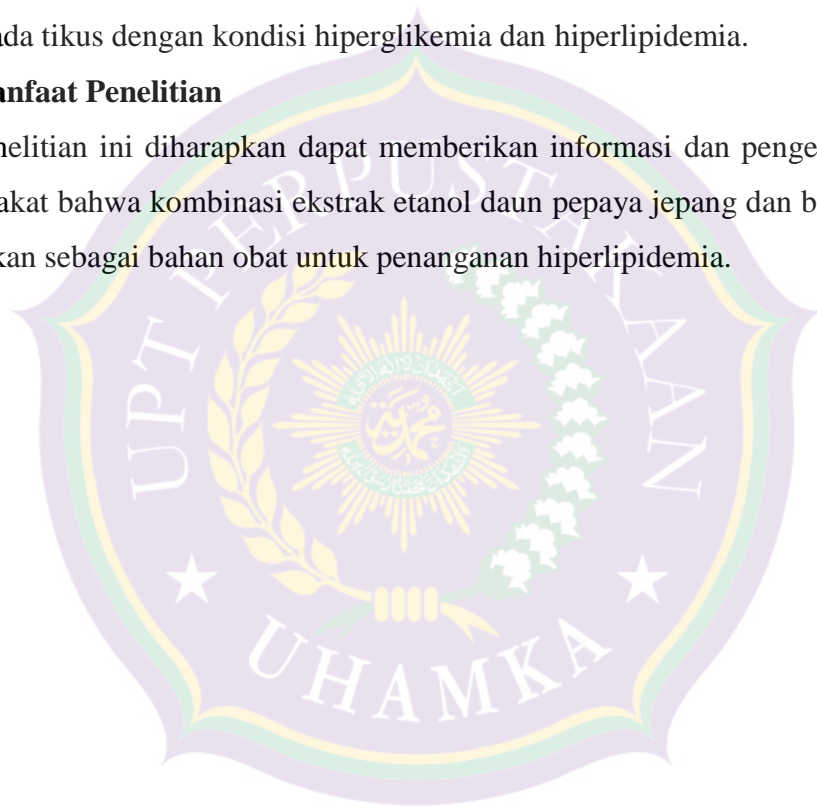 ada tikus dengan kondisi hiperglikemia dan hiperlipidemia.
anfaat Penelitian
nelitian ini diharapkan dapat memberikan informasi dan penge
akat bahwa kombinasi ekstrak etanol daun pepaya jepang dan b
kan sebagai bahan obat untuk penanganan hiperlipidemia.
UPT PERPUSTAKAAN
محمدية
UHAMKA